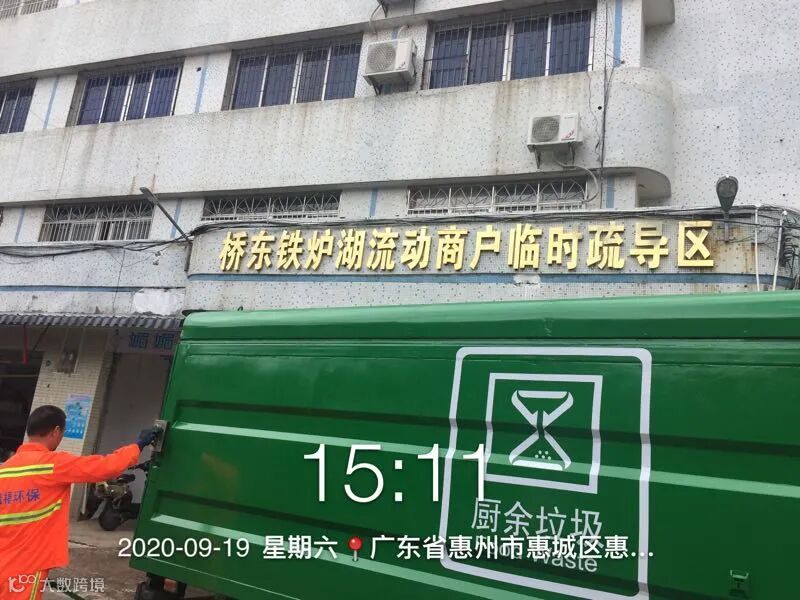 桥东铁炉湖流动商户临时疏导区
15:11
厨余垃圾
Food Waste
2020-09-19 星期六 广东省惠州市惠城区惠...
环保
大数跨境